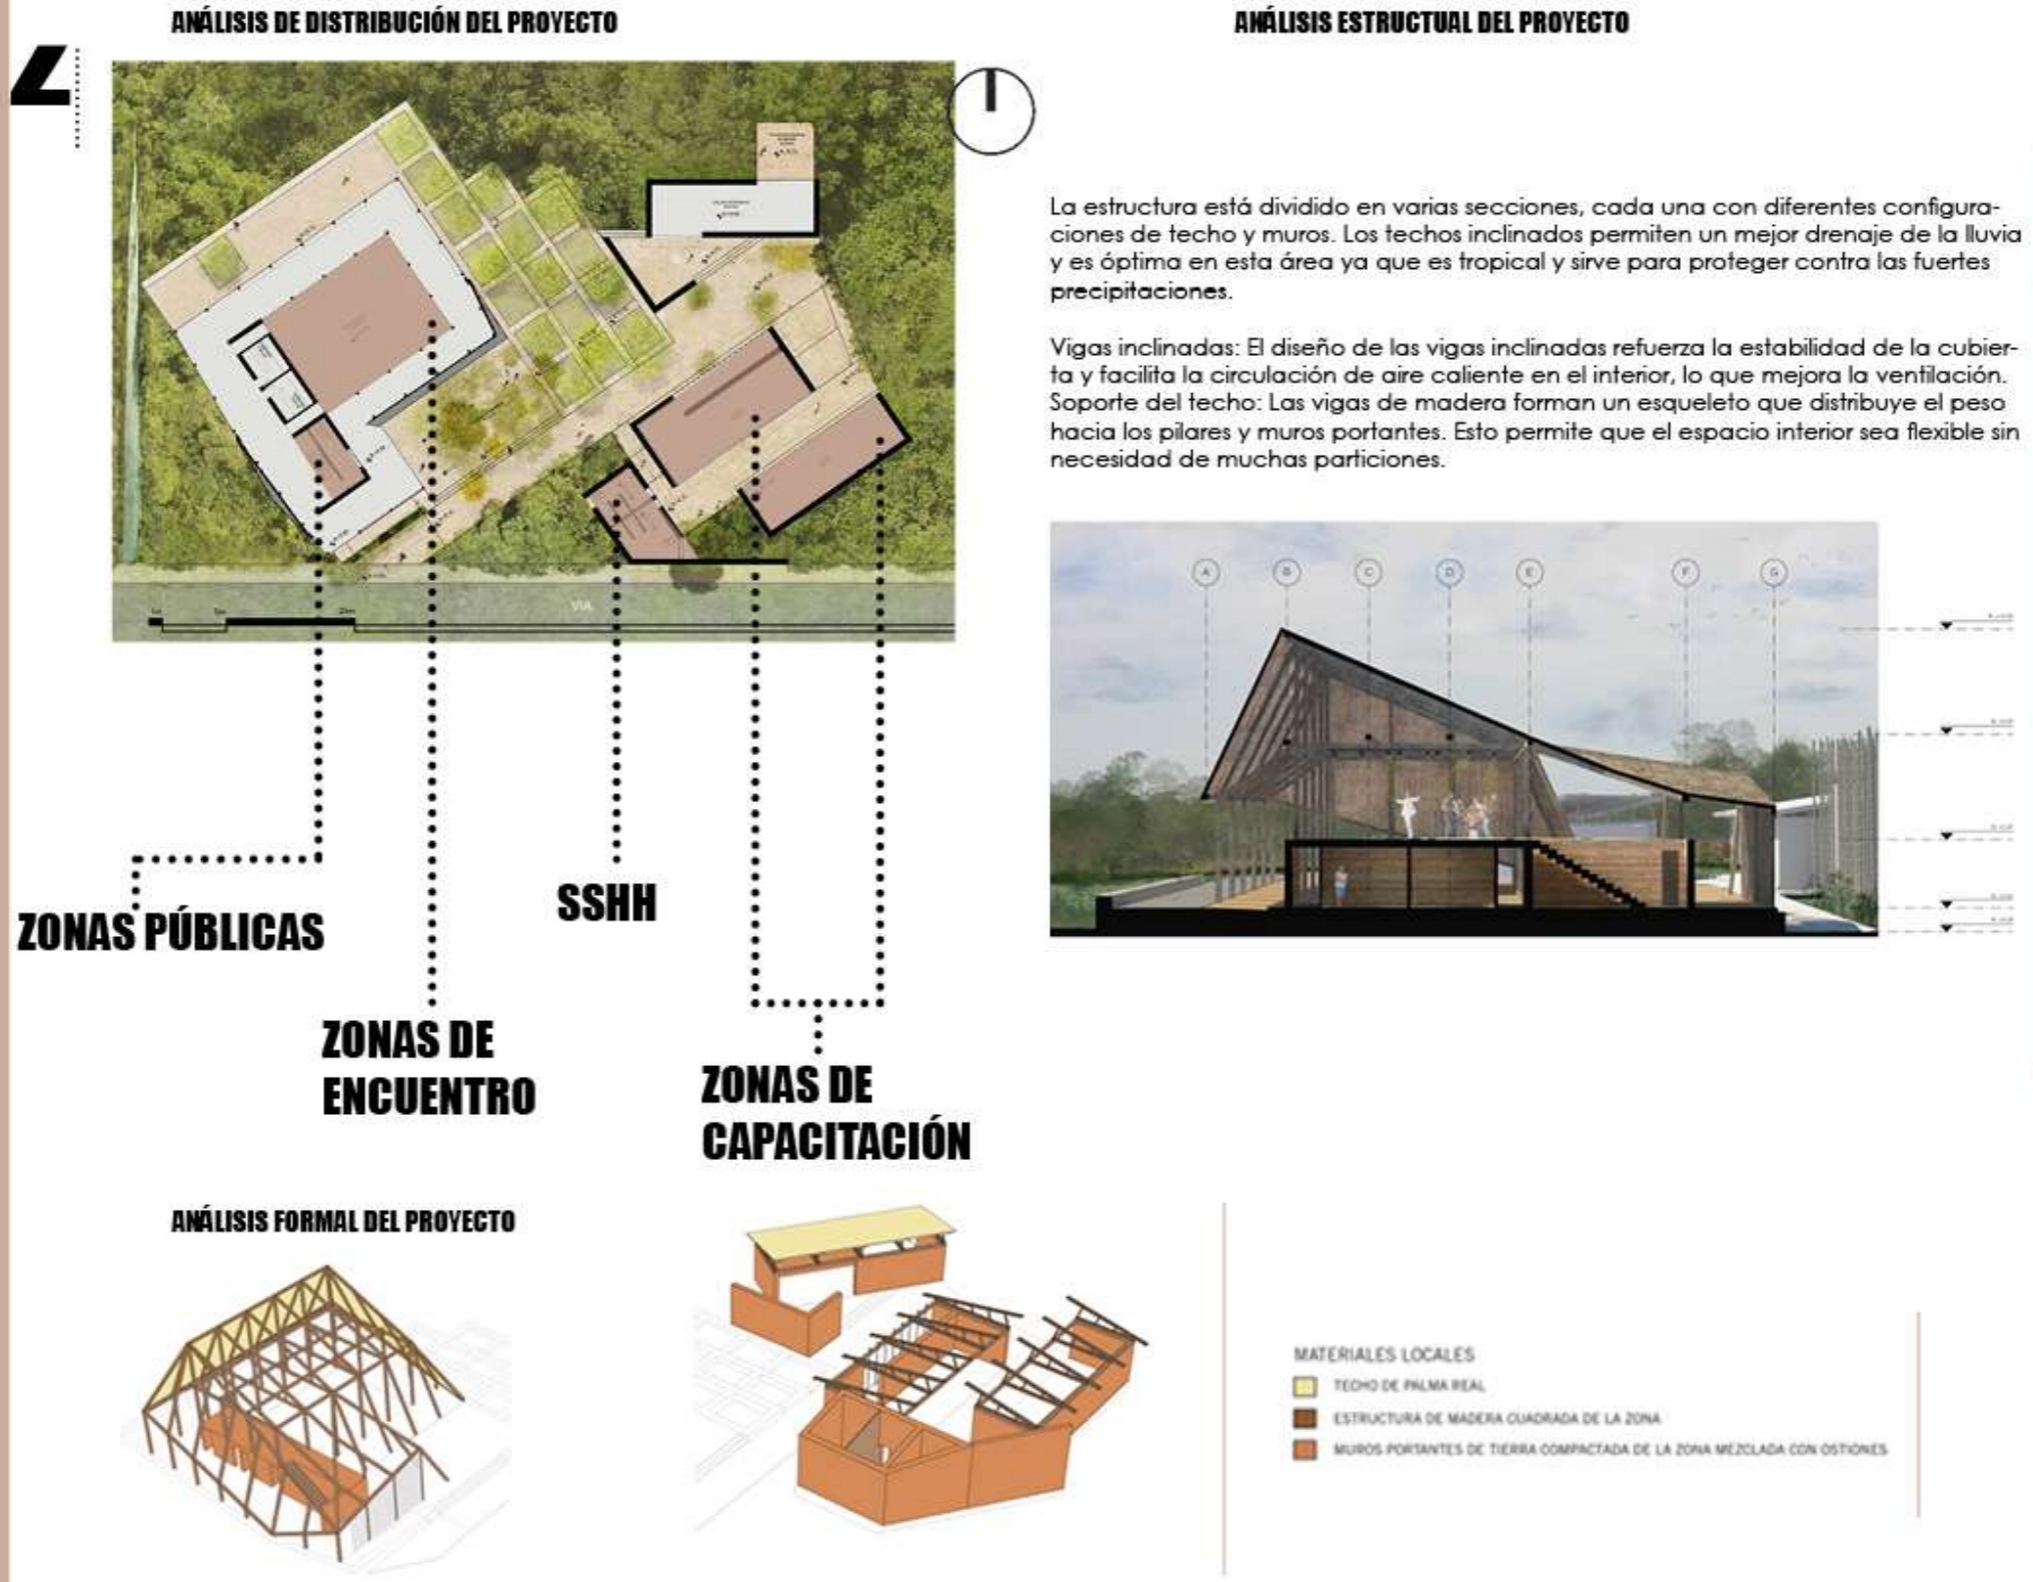 ANÁLISIS DE DISTRIBUCIÓN DEL PROYECTO
VIA
ZONAS PÚBLICAS
SSHH
ZONAS DE
ENCUENTRO
ZONAS DE
CAPACITACIÓN
ANÁLISIS ESTRUCTUAL DEL PROYECTO
La estructura está dividido en varias secciones, cada una con diferentes configura-
ciones de techo y muros. Los techos inclinados permiten un mejor drenaje de la lluvia
y es óptima en esta área ya que es tropical y sirve para proteger contra las fuertes
precipitaciones.
Vigas inclinadas: El diseño de las vigas inclinadas refuerza la estabilidad de la cubier-
ta y facilita la circulación de aire caliente en el interior, lo que mejora la ventilación.
Soporte del techo: Las vigas de madera forman un esqueleto que distribuye el peso
hacia los pilares y muros portantes. Esto permite que el espacio interior sea flexible sin
necesidad de muchas particiones.
A B C D E F G
ANÁLISIS FORMAL DEL PROYECTO
MATERIALES LOCALES
TECHO DE PALMA REAL
ESTRUCTURA DE MADERA CUADRADA DE LA ZONA
MUROS PORTANTES DE TIERRA COMPACTADA DE LA ZONA MEZCLADA CON OSTIONES